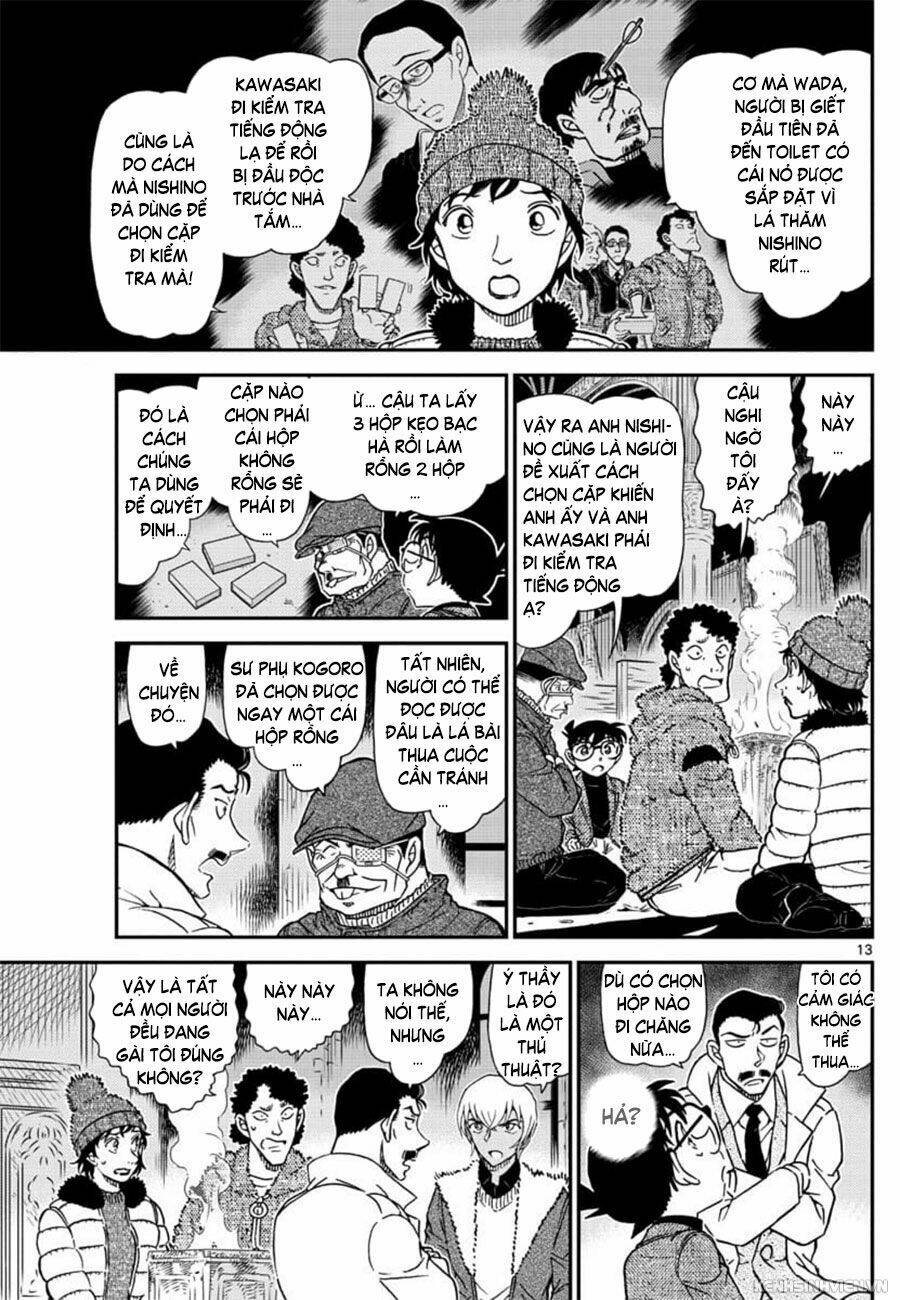 CƠ MÀ WADA,
NGƯỜI BỊ GIẾT
ĐẦU TIÊN ĐÃ
ĐẾN TOILET CÓ
CÁI NỎ ĐƯỢC
SẮP ĐẶT VÌ
LÁ THĂM
NISHINO
RÚT...
KAWASAKI
ĐI KIỂM TRA
TIẾNG ĐỘNG
LẠ ĐỂ RỒI
BỊ ĐẦU ĐỘC
TRƯỚC NHÀ
TẮM...
CŨNG LÀ
DO CÁCH
MÀ NISHINO
ĐÃ DÙNG ĐỂ
CHỌN CẶP
ĐI KIỂM
TRA MÀ!
NÀY
NÀY
...
CẬU
NGHI
NGỜ
TÔI
ĐẤY
À?
VẬY RA ANH NISHI-
NO CŨNG LÀ NGƯỜI
ĐỀ XUẤT CÁCH
CHỌN CẶP KHIẾN
ANH ẤY VÀ ANH
KAWASAKI PHẢI
ĐI KIỂM TRA
TIẾNG ĐỘNG
Ạ?
Ừ... CẬU TA LẤY
3 HỘP KẸO BẠC
HÀ RỒI LÀM
RỖNG 2 HỘP
...
CẶP NÀO
CHỌN PHẢI
CÁI HỘP
KHÔNG
RỖNG SẼ
PHẢI ĐI
...
ĐÓ LÀ
CÁCH
CHÚNG
TA DÙNG
ĐỂ QUYẾT
ĐỊNH...
TẤT NHIÊN,
NGƯỜI CÓ THỂ
ĐỌC ĐƯỢC
ĐÂU LÀ LÁ BÀI
THUA CUỘC
CẦN TRÁNH
...
SƯ PHỤ KOGORO
ĐÃ CHỌN ĐƯỢC
NGAY MỘT CÁI
HỘP RỖNG
...
VỀ
CHUYỆN
ĐÓ...
13
TÔI CÓ
CẢM GIÁC
KHÔNG
THỂ
THUA...
DÙ CÓ CHỌN
HỘP NÀO
ĐI CHĂNG
NỮA...
HẢ?
Ý THẦY
LÀ ĐÓ
LÀ MỘT
THỦ
THUẬT?
TA KHÔNG
NÓI THẾ,
NHƯNG
...
NÀY NÀY
NÀY...
VẬY LÀ TẤT
CẢ MỌI NGƯỜI
ĐỀU ĐANG
GÀI TÔI ĐÚNG
KHÔNG?
KENHSINHVIEN.VN